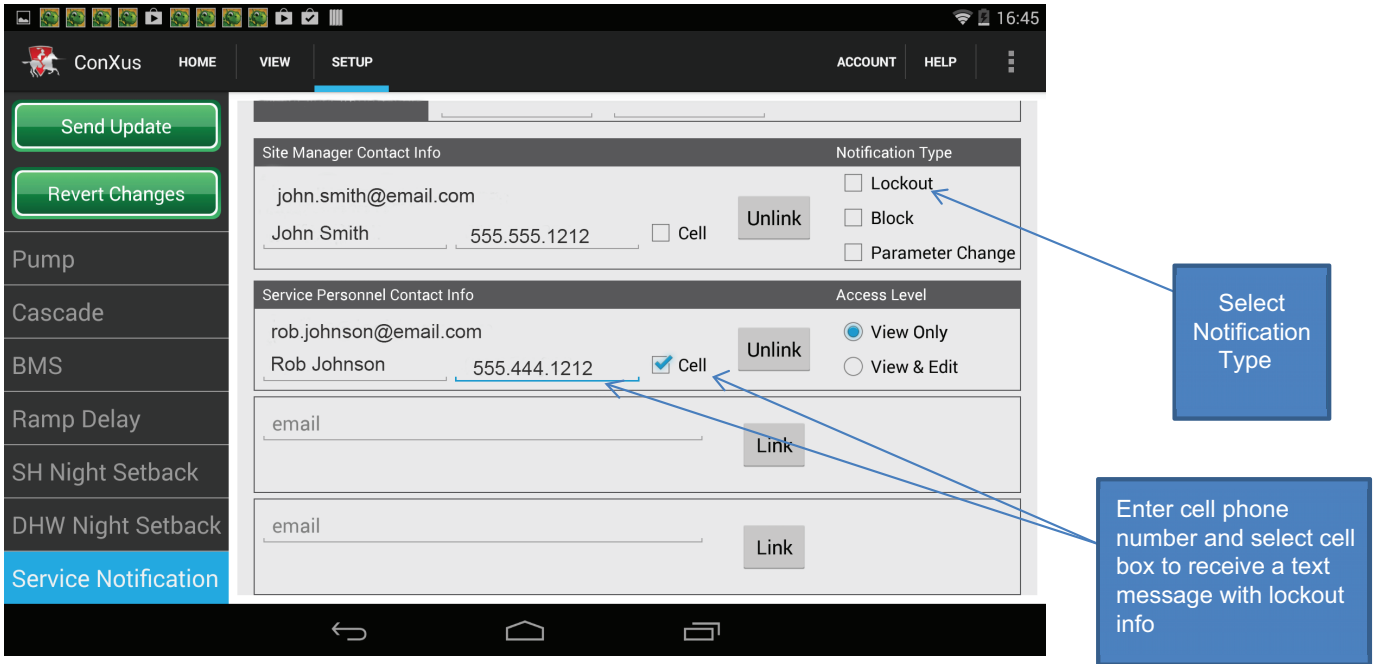 16:45
ConXus HOME VIEW SETUP ACCOUNT HELP
Send Update
Revert Changes
Pump
Cascade
BMS
Ramp Delay
SH Night Setback
DHW Night Setback
Service Notification
Site Manager Contact Info Notification Type
john.smith@email.com
John Smith 555.555.1212 Cell Unlink
Lockout
Block
Parameter Change
Service Personnel Contact Info Access Level
rob.johnson@email.com
Rob Johnson 555.444.1212 Cell Unlink
View Only
View & Edit
email
Link
email
Link
Select
Notification
Type
Enter cell phone
number and select cell
box to receive a text
message with lockout
info